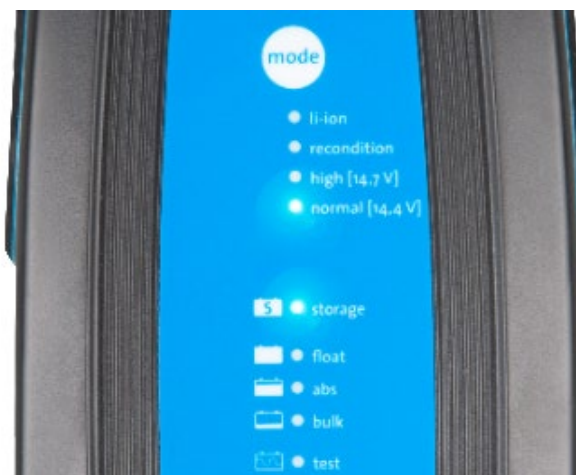 mode
li-ion
recondition
high [14,7 V]
normal [14,4 V]
S storage
float
abs
bulk
test